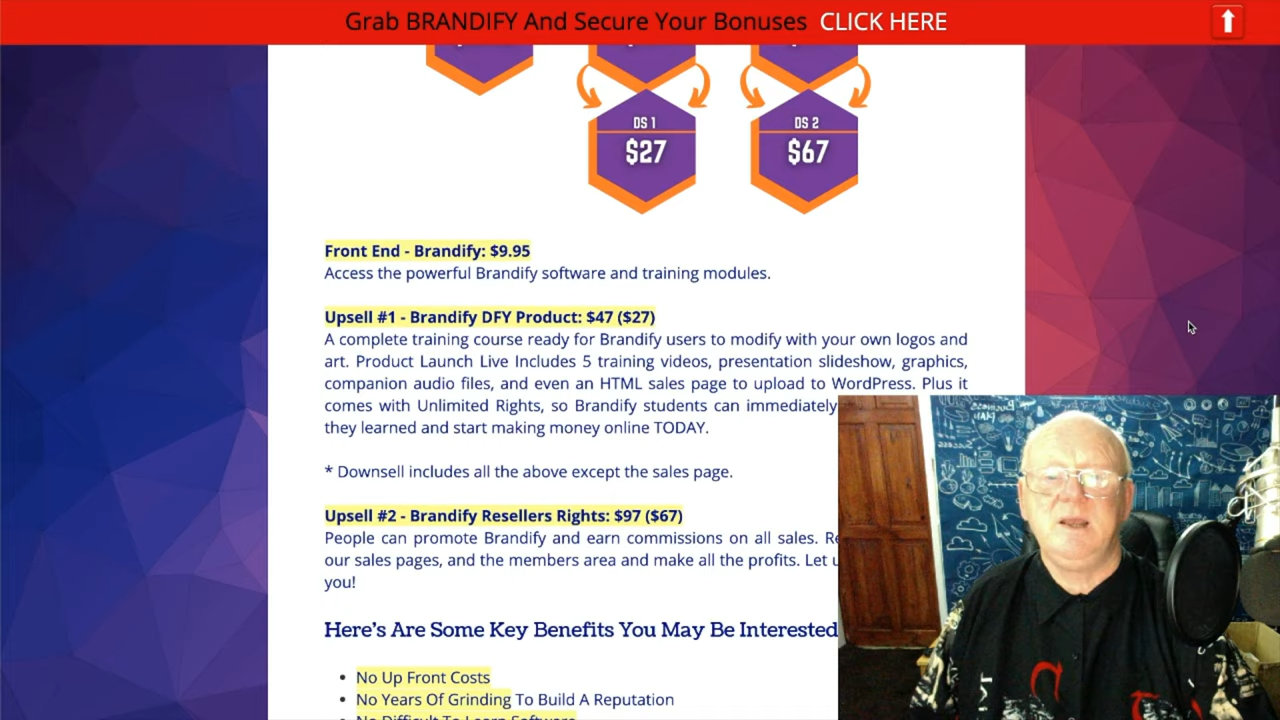 Grab BRANDIFY And Secure Your Bonuses CLICK HERE
DS 1
$27
DS 2
$67
Front End - Brandify: $9.95
Access the powerful Brandify software and training modules.
Upsell #1 - Brandify DFY Product: $47 ($27)
A complete training course ready for Brandify users to modify with your own logos and
art. Product Launch Live Includes 5 training videos, presentation slideshow, graphics,
companion audio files, and even an HTML sales page to upload to WordPress. Plus it
comes with Unlimited Rights, so Brandify students can immediately
they learned and start making money online TODAY.
* Downsell includes all the above except the sales page.
Upsell #2 - Brandify Resellers Rights: $97 ($67)
People can promote Brandify and earn commissions on all sales.
our sales pages, and the members area and make all the profits. Let
you!
Here's Are Some Key Benefits You May Be Interested
No Up Front Costs
No Years Of Grinding To Build A Reputation
No Difficult To Learn Software